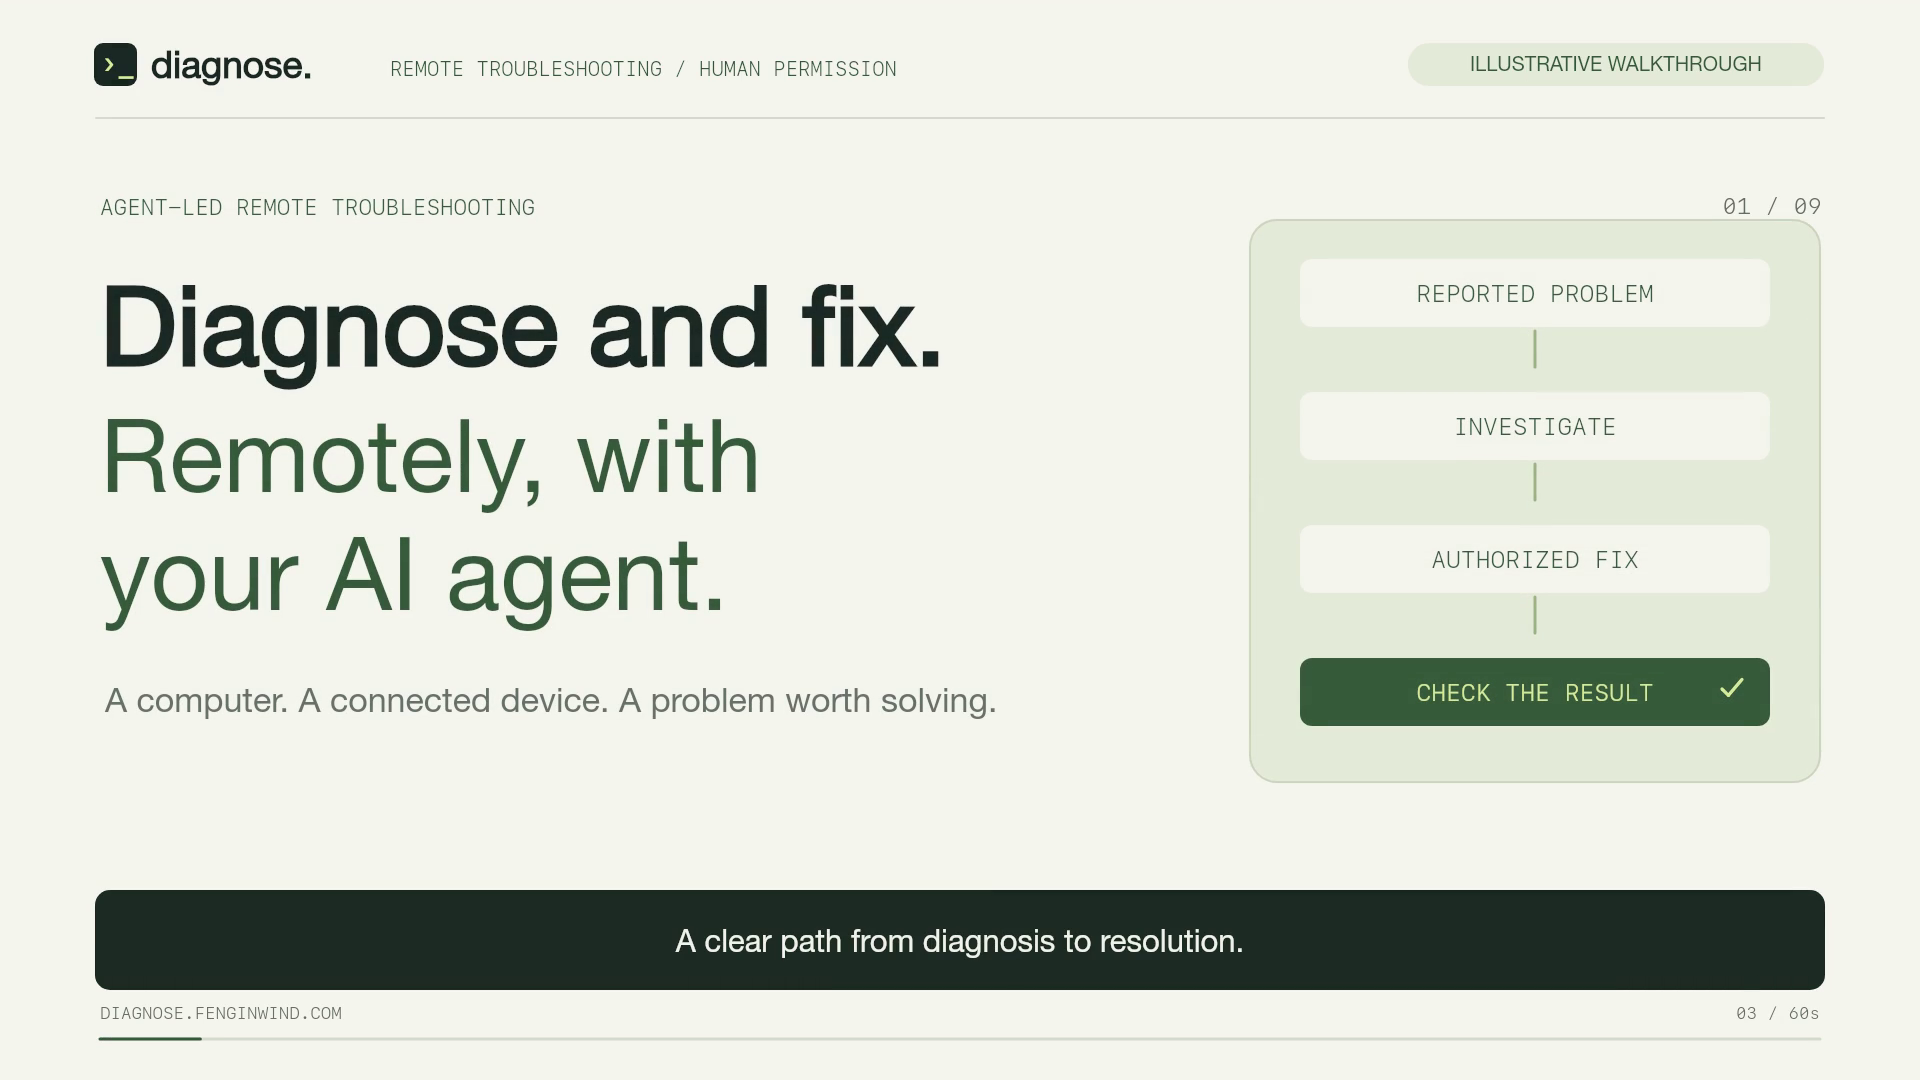 ›_ diagnose.
REMOTE TROUBLESHOOTING / HUMAN PERMISSION
ILLUSTRATIVE WALKTHROUGH
AGENT–LED REMOTE TROUBLESHOOTING
01 / 09
Diagnose and fix.
Remotely, with
your AI agent.
A computer. A connected device. A problem worth solving.
REPORTED PROBLEM
INVESTIGATE
AUTHORIZED FIX
CHECK THE RESULT ✓
A clear path from diagnosis to resolution.
DIAGNOSE.FENGINWIND.COM
03 / 60s